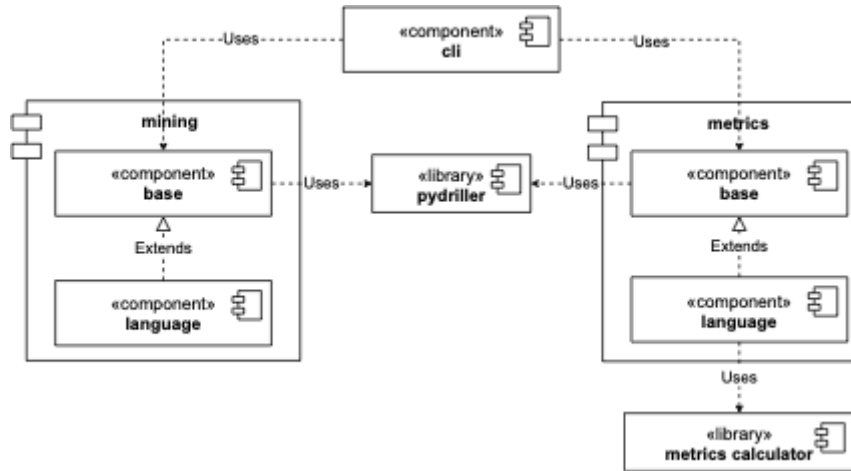 «component»
cli
Uses
Uses
mining
metrics
«component»
base
Uses
«library»
pydriller
Uses
«component»
base
Extends
Extends
«component»
language
«component»
language
Uses
«library»
metrics calculator